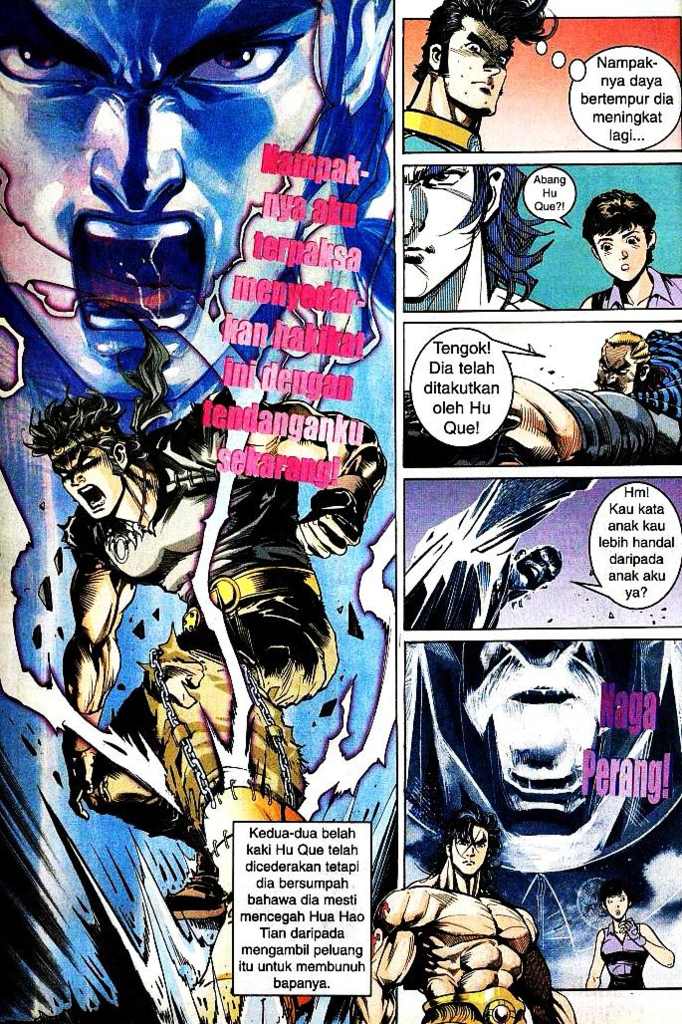 Nampak-
nya aku
terpaksa
menyedar-
kan hakikat
ini dengan
tendanganku
sekarang!
Kedua-dua belah
kaki Hu Que telah
dicederakan tetapi
dia bersumpah
bahawa dia mesti
mencegah Hua Hao
Tian daripada
mengambil peluang
itu untuk membunuh
bapanya.
Nampak-
nya daya
bertempur dia
meningkat
lagi...
Abang
Hu
Que?!
Tengok!
Dia telah
ditakutkan
oleh Hu
Que!
Hm!
Kau kata
anak kau
lebih handal
daripada
anak aku
ya?
Naga
Perang!